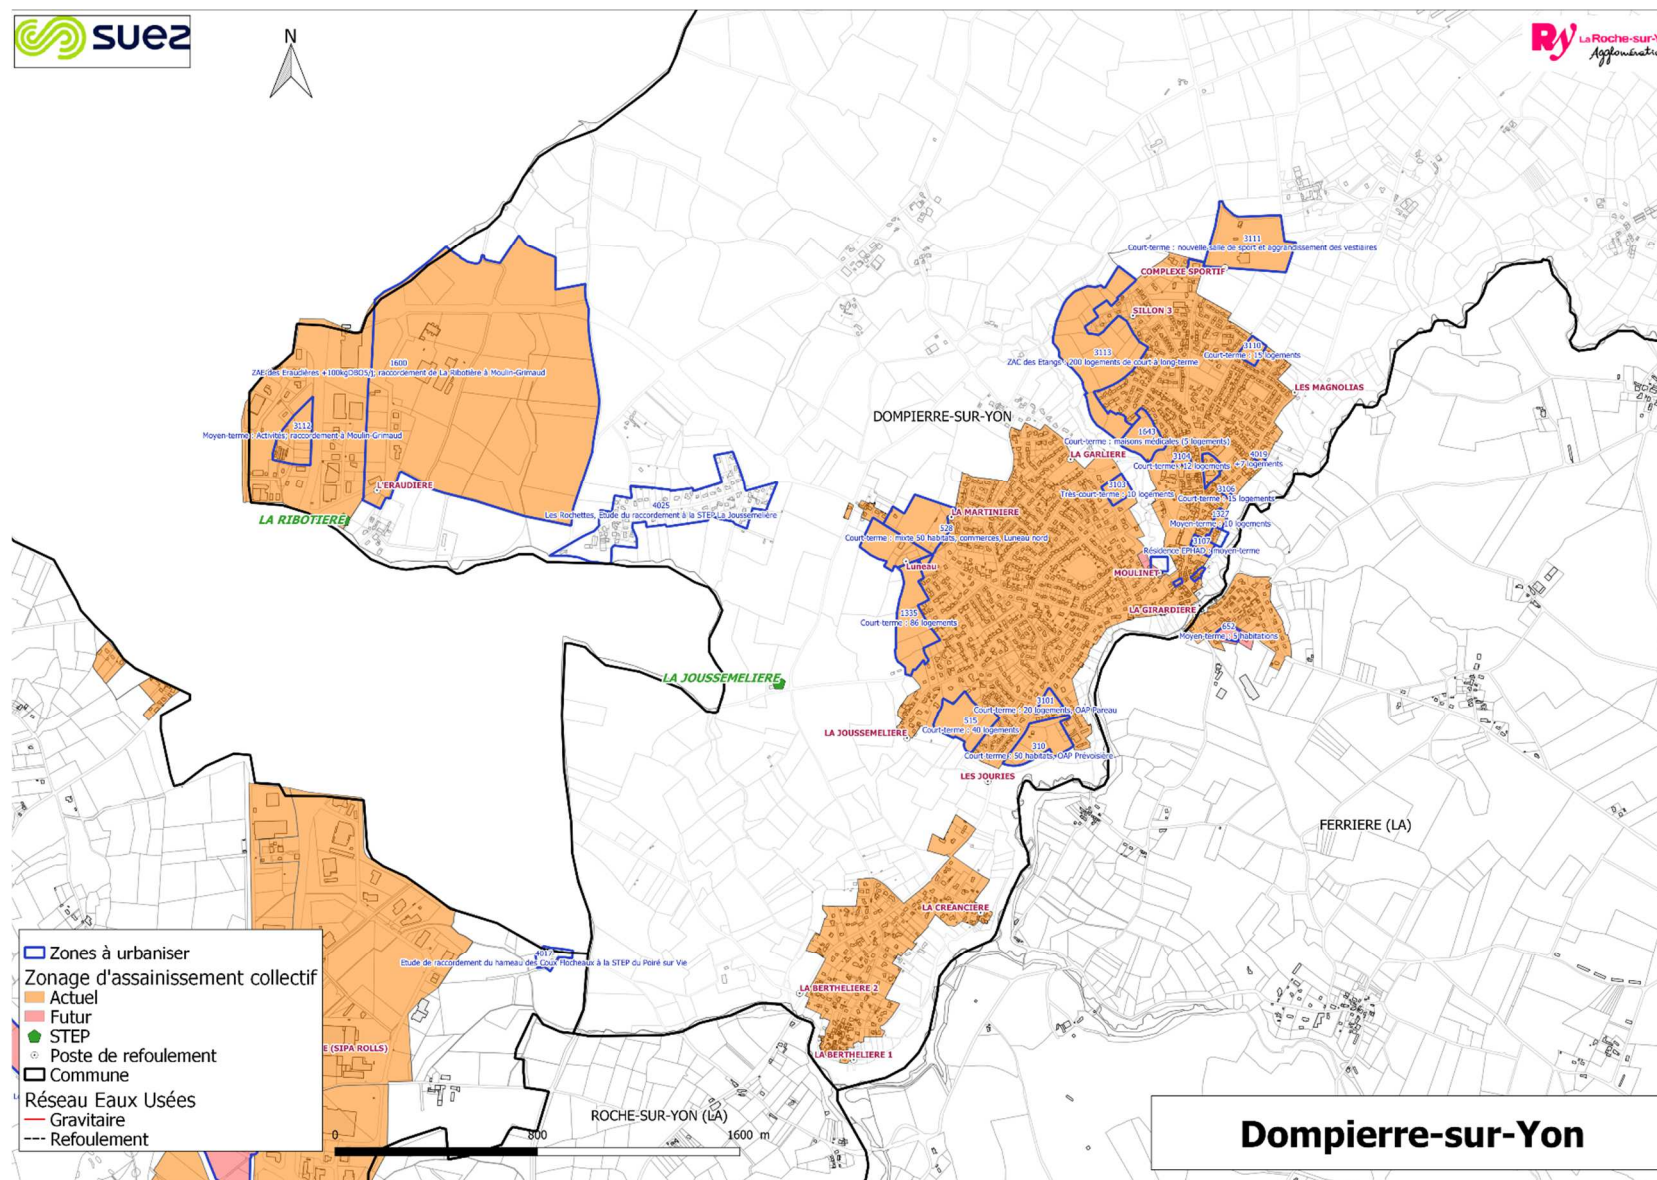 suez
N
Ry La Roche-sur-Y
Agglomératio
3111
Court-terme : nouvelle salle de sport et aggrandissement des vestiaires
COMPLEXE SPORTIF
SILLON 3
3113
ZAC des Etangs : 200 logements de court à long-terme
3110
Court-terme : 15 logements
LES MAGNOLIAS
1600
ZAE des Eraudières +100kgDBO5/j; raccordement de La Ribotière à Moulin-Grimaud
3112
Moyen-terme : Activités; raccordement à Moulin-Grimaud
DOMPIERRE-SUR-YON
1643
Court-terme : maisons médicales (5 logements)
LA GARLIERE
3104
Court-terme : 12 logements
4019
+7 logements
L'ERAUDIERE
3103
Très-court-terme : 10 logements
3106
Court-terme : 15 logements
LA RIBOTIERE
4025
Les Rochettes, Etude du raccordement à la STEP La Joussemelière
LA MARTINIERE
528
Court-terme : mixte 50 habitats, commerces, Luneau nord
1327
Moyen-terme : 10 logements
3107
Résidence EPHAD : moyen-terme
Luneau
MOULINET
LA GIRARDIERE
1335
Court-terme : 86 logements
652
Moyen-terme : 5 habitations
LA JOUSSEMELIERE
3101
Court-terme : 20 logements, OAP Pareau
515
Court-terme : 40 logements
LA JOUSSEMELIERE
310
Court-terme : 50 habitats, OAP Prévoisière
LES JOURIES
FERRIERE (LA)
LA CREANCIERE
4017
Etude de raccordement du hameau des Coux Flocheaux à la STEP du Poiré sur Vie
LA BERTHELIERE 2
LA BERTHELIERE 1
E (SIPA ROLLS)
Zones à urbaniser
Zonage d'assainissement collectif
Actuel
Futur
STEP
Poste de refoulement
Commune
Réseau Eaux Usées
Gravitaire
Refoulement
ROCHE-SUR-YON (LA)
0 800 1600 m
Dompierre-sur-Yon